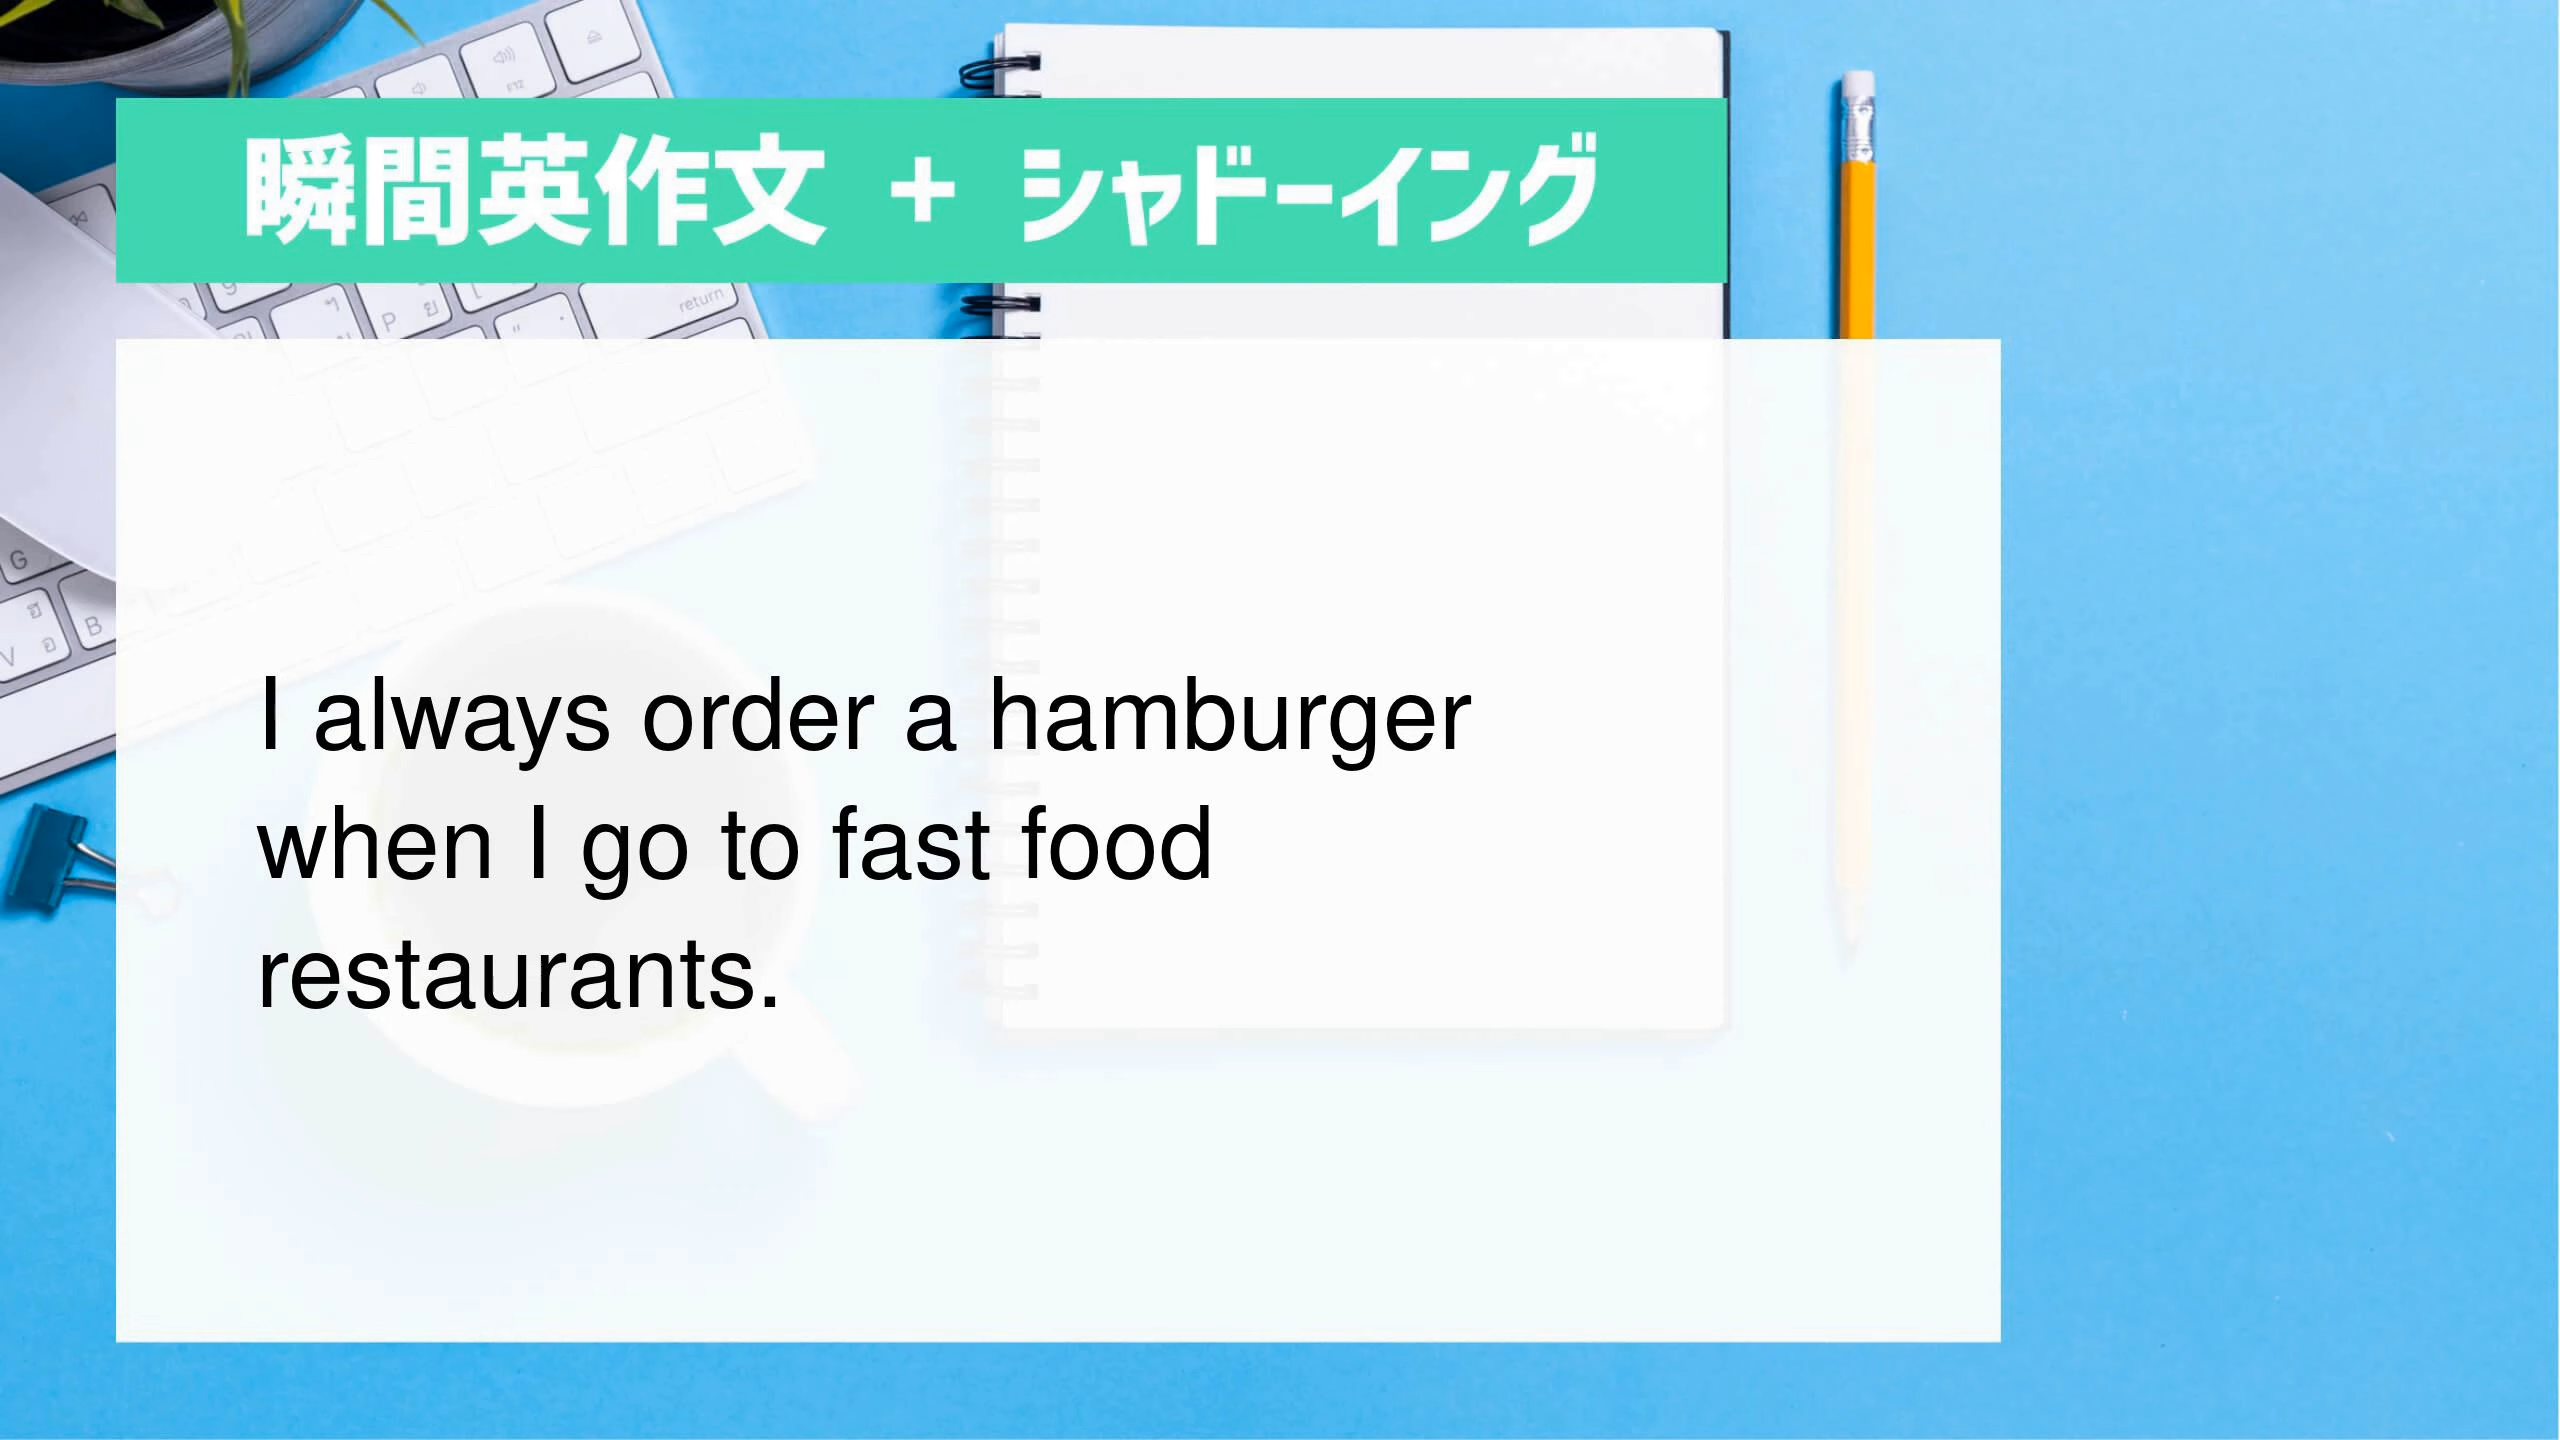 瞬間英作文 + シャドーイング
return
I always order a hamburger
when I go to fast food
restaurants.